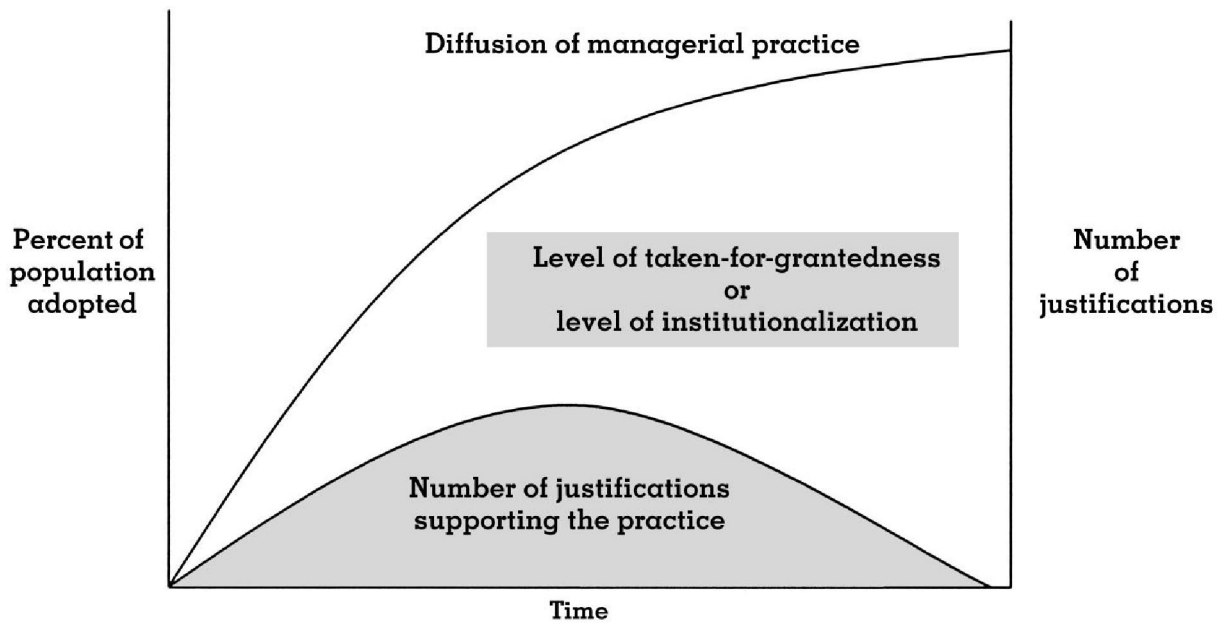 Diffusion of managerial practice
Percent of
population
adopted
Level of taken-for-grantedness
or
level of institutionalization
Number
of
justifications
Number of justifications
supporting the practice
Time